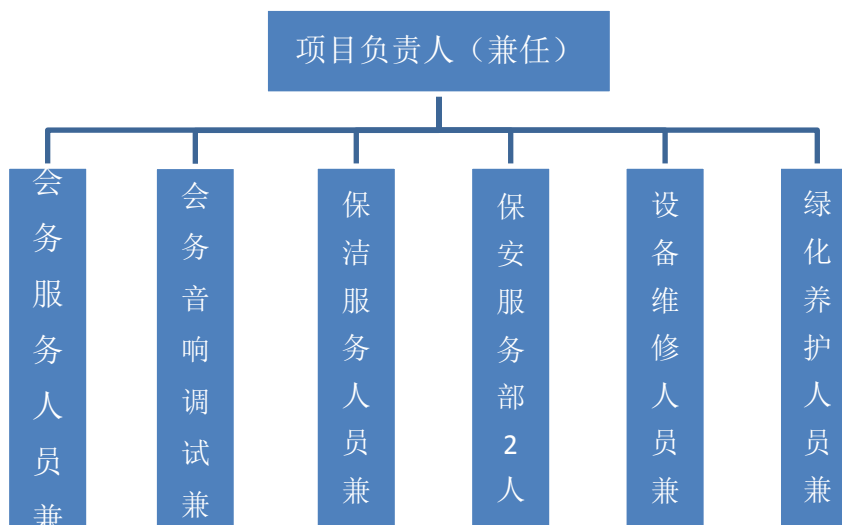 项目负责人（兼任）
会务服务人员兼
会务音响调试兼
保洁服务人员兼
保安服务部2人
设备维修人员兼
绿化养护人员兼